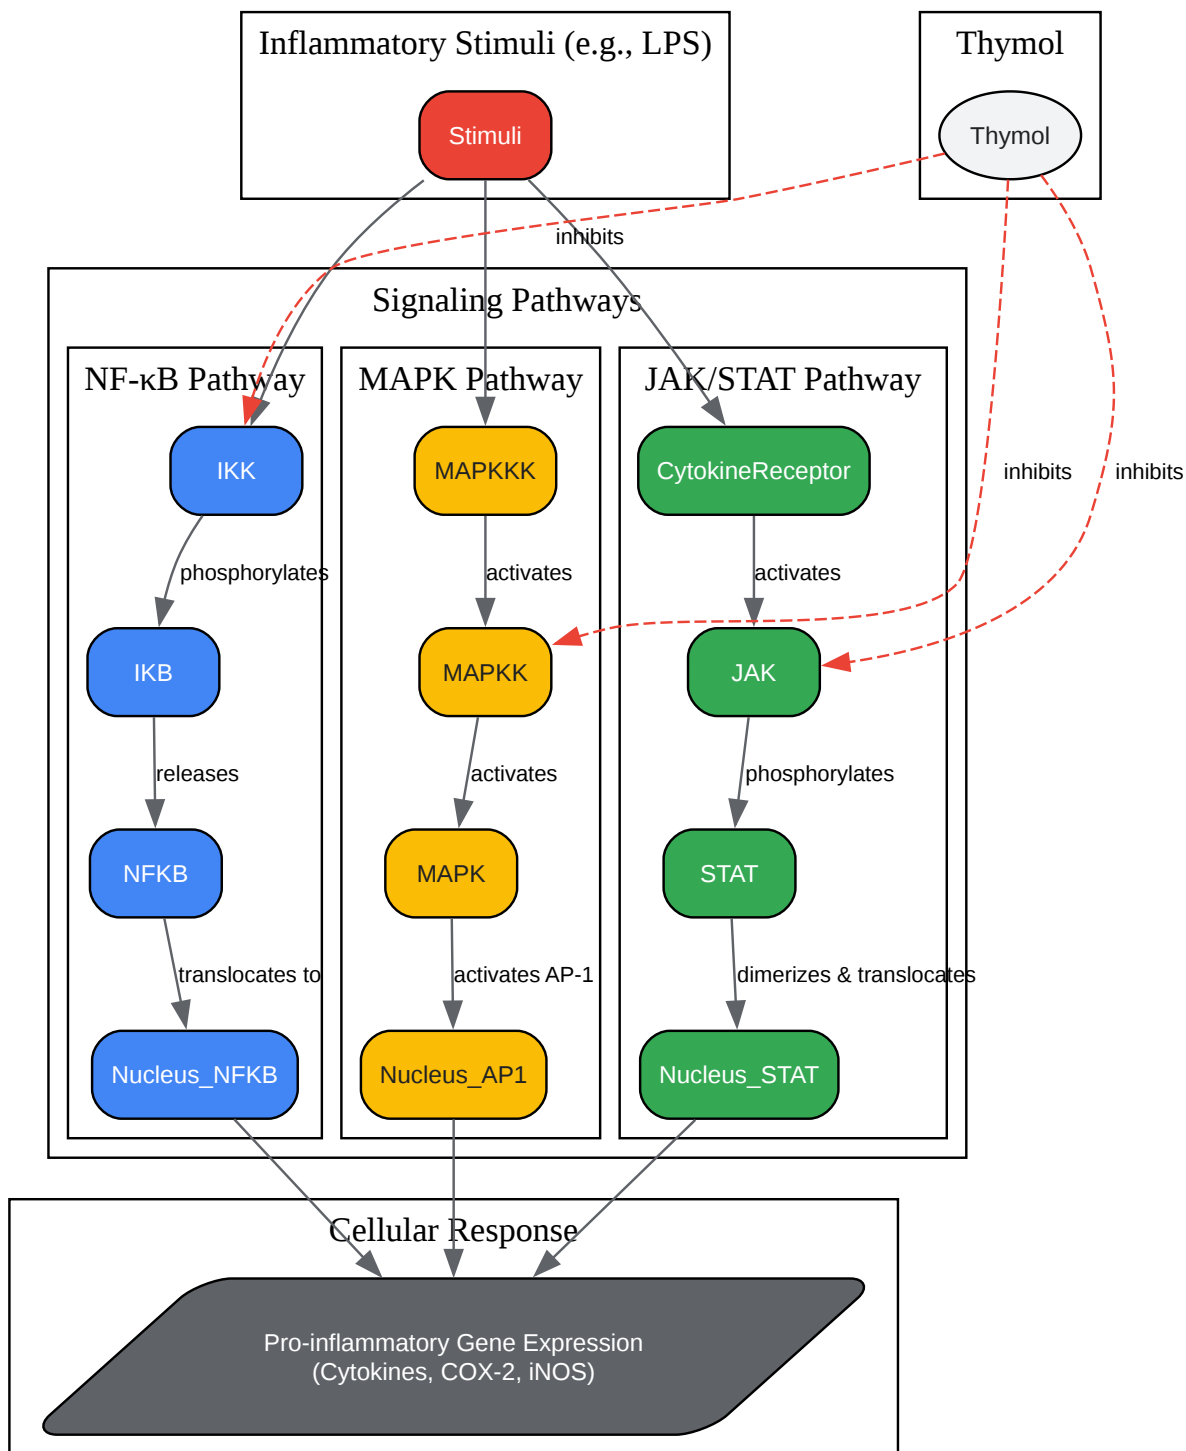 Inflammatory Stimuli (e.g., LPS)
Thymol
Stimuli
Thymol
inhibits
Signaling Pathways
NF-κB Pathway
MAPK Pathway
JAK/STAT Pathway
IKK
MAPKKK
CytokineReceptor
inhibits
inhibits
phosphorylates
activates
activates
IKB
MAPKK
JAK
releases
activates
phosphorylates
NFKB
MAPK
STAT
translocates to
activates AP-1
dimerizes & translocates
Nucleus_NFKB
Nucleus_AP1
Nucleus_STAT
Cellular Response
Pro-inflammatory Gene Expression
(Cytokines, COX-2, iNOS)